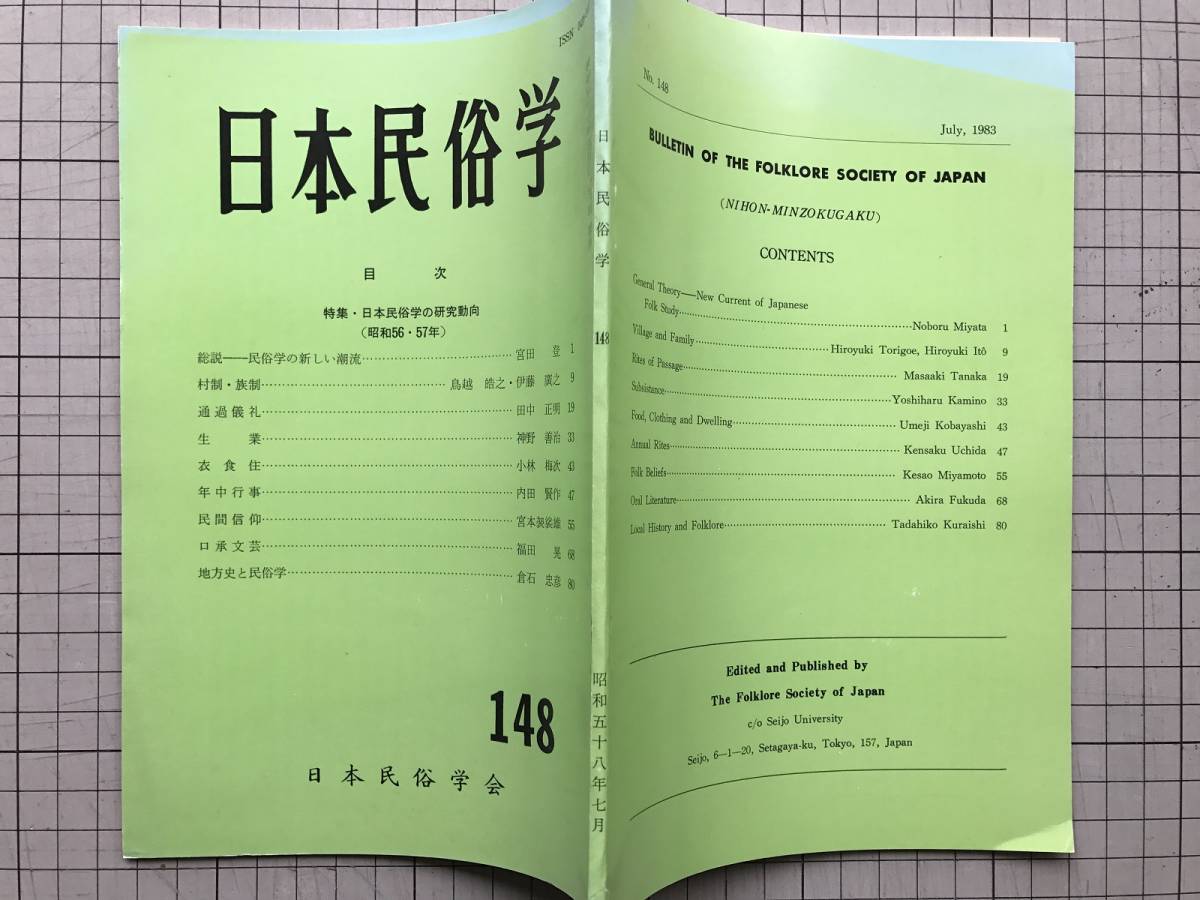 ISSN
日本民俗学
目 次
特集・日本民俗学の研究動向
（昭和56・57年）
総説――民俗学の新しい潮流……宮田 登 1
村制・族制……鳥越 皓之・伊藤 廣之 9
通過儀礼……田中 正明 19
生 業……神野 善治 33
衣食住……小林 梅次 43
年中行事……内田 賢作 47
民間信仰……宮本袈裟雄 55
口承文芸……福田 晃 68
地方史と民俗学……倉石 忠彦 80
148
日本民俗学会
日本民俗学 148 昭和五十八年七月
No. 148
July, 1983
BULLETIN OF THE FOLKLORE SOCIETY OF JAPAN
(NIHON-MINZOKUGAKU)
CONTENTS
General Theory――New Current of Japanese
Folk Study……Noboru Miyata 1
Village and Family……Hiroyuki Torigoe, Hiroyuki Itô 9
Rites of Passage……Masaaki Tanaka 19
Subsistance……Yoshiharu Kamino 33
Food, Clothing and Dwelling……Umeji Kobayashi 43
Annual Rites……Kensaku Uchida 47
Folk Beliefs……Kesao Miyamoto 55
Oral Literature……Akira Fukuda 68
Local History and Folklore……Tadahiko Kuraishi 80
Edited and Published by
The Folklore Society of Japan
c/o Seijo University
Seijo, 6―1―20, Setagaya-ku, Tokyo, 157, Japan